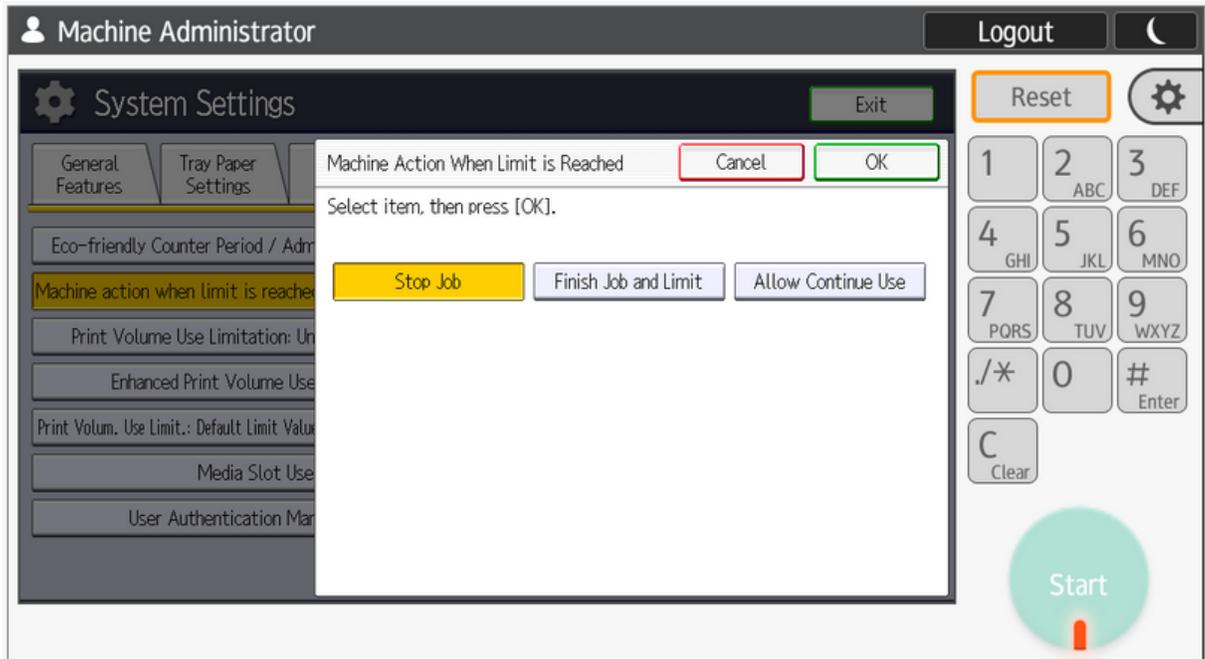 Machine Administrator
Logout
System Settings
Exit
Reset
General
Features
Tray Paper
Settings
Machine Action When Limit is Reached
Cancel
OK
Select item, then press [OK].
Eco-friendly Counter Period / Adm
Machine action when limit is reache
Print Volume Use Limitation: Un
Enhanced Print Volume Use
Print Volum. Use Limit.: Default Limit Value
Media Slot Use
User Authentication Mar
Stop Job
Finish Job and Limit
Allow Continue Use
1
2
ABC
3
DEF
4
GHI
5
JKL
6
MNO
7
PQRS
8
TUV
9
WXYZ
./*
0
#
Enter
C
Clear
Start